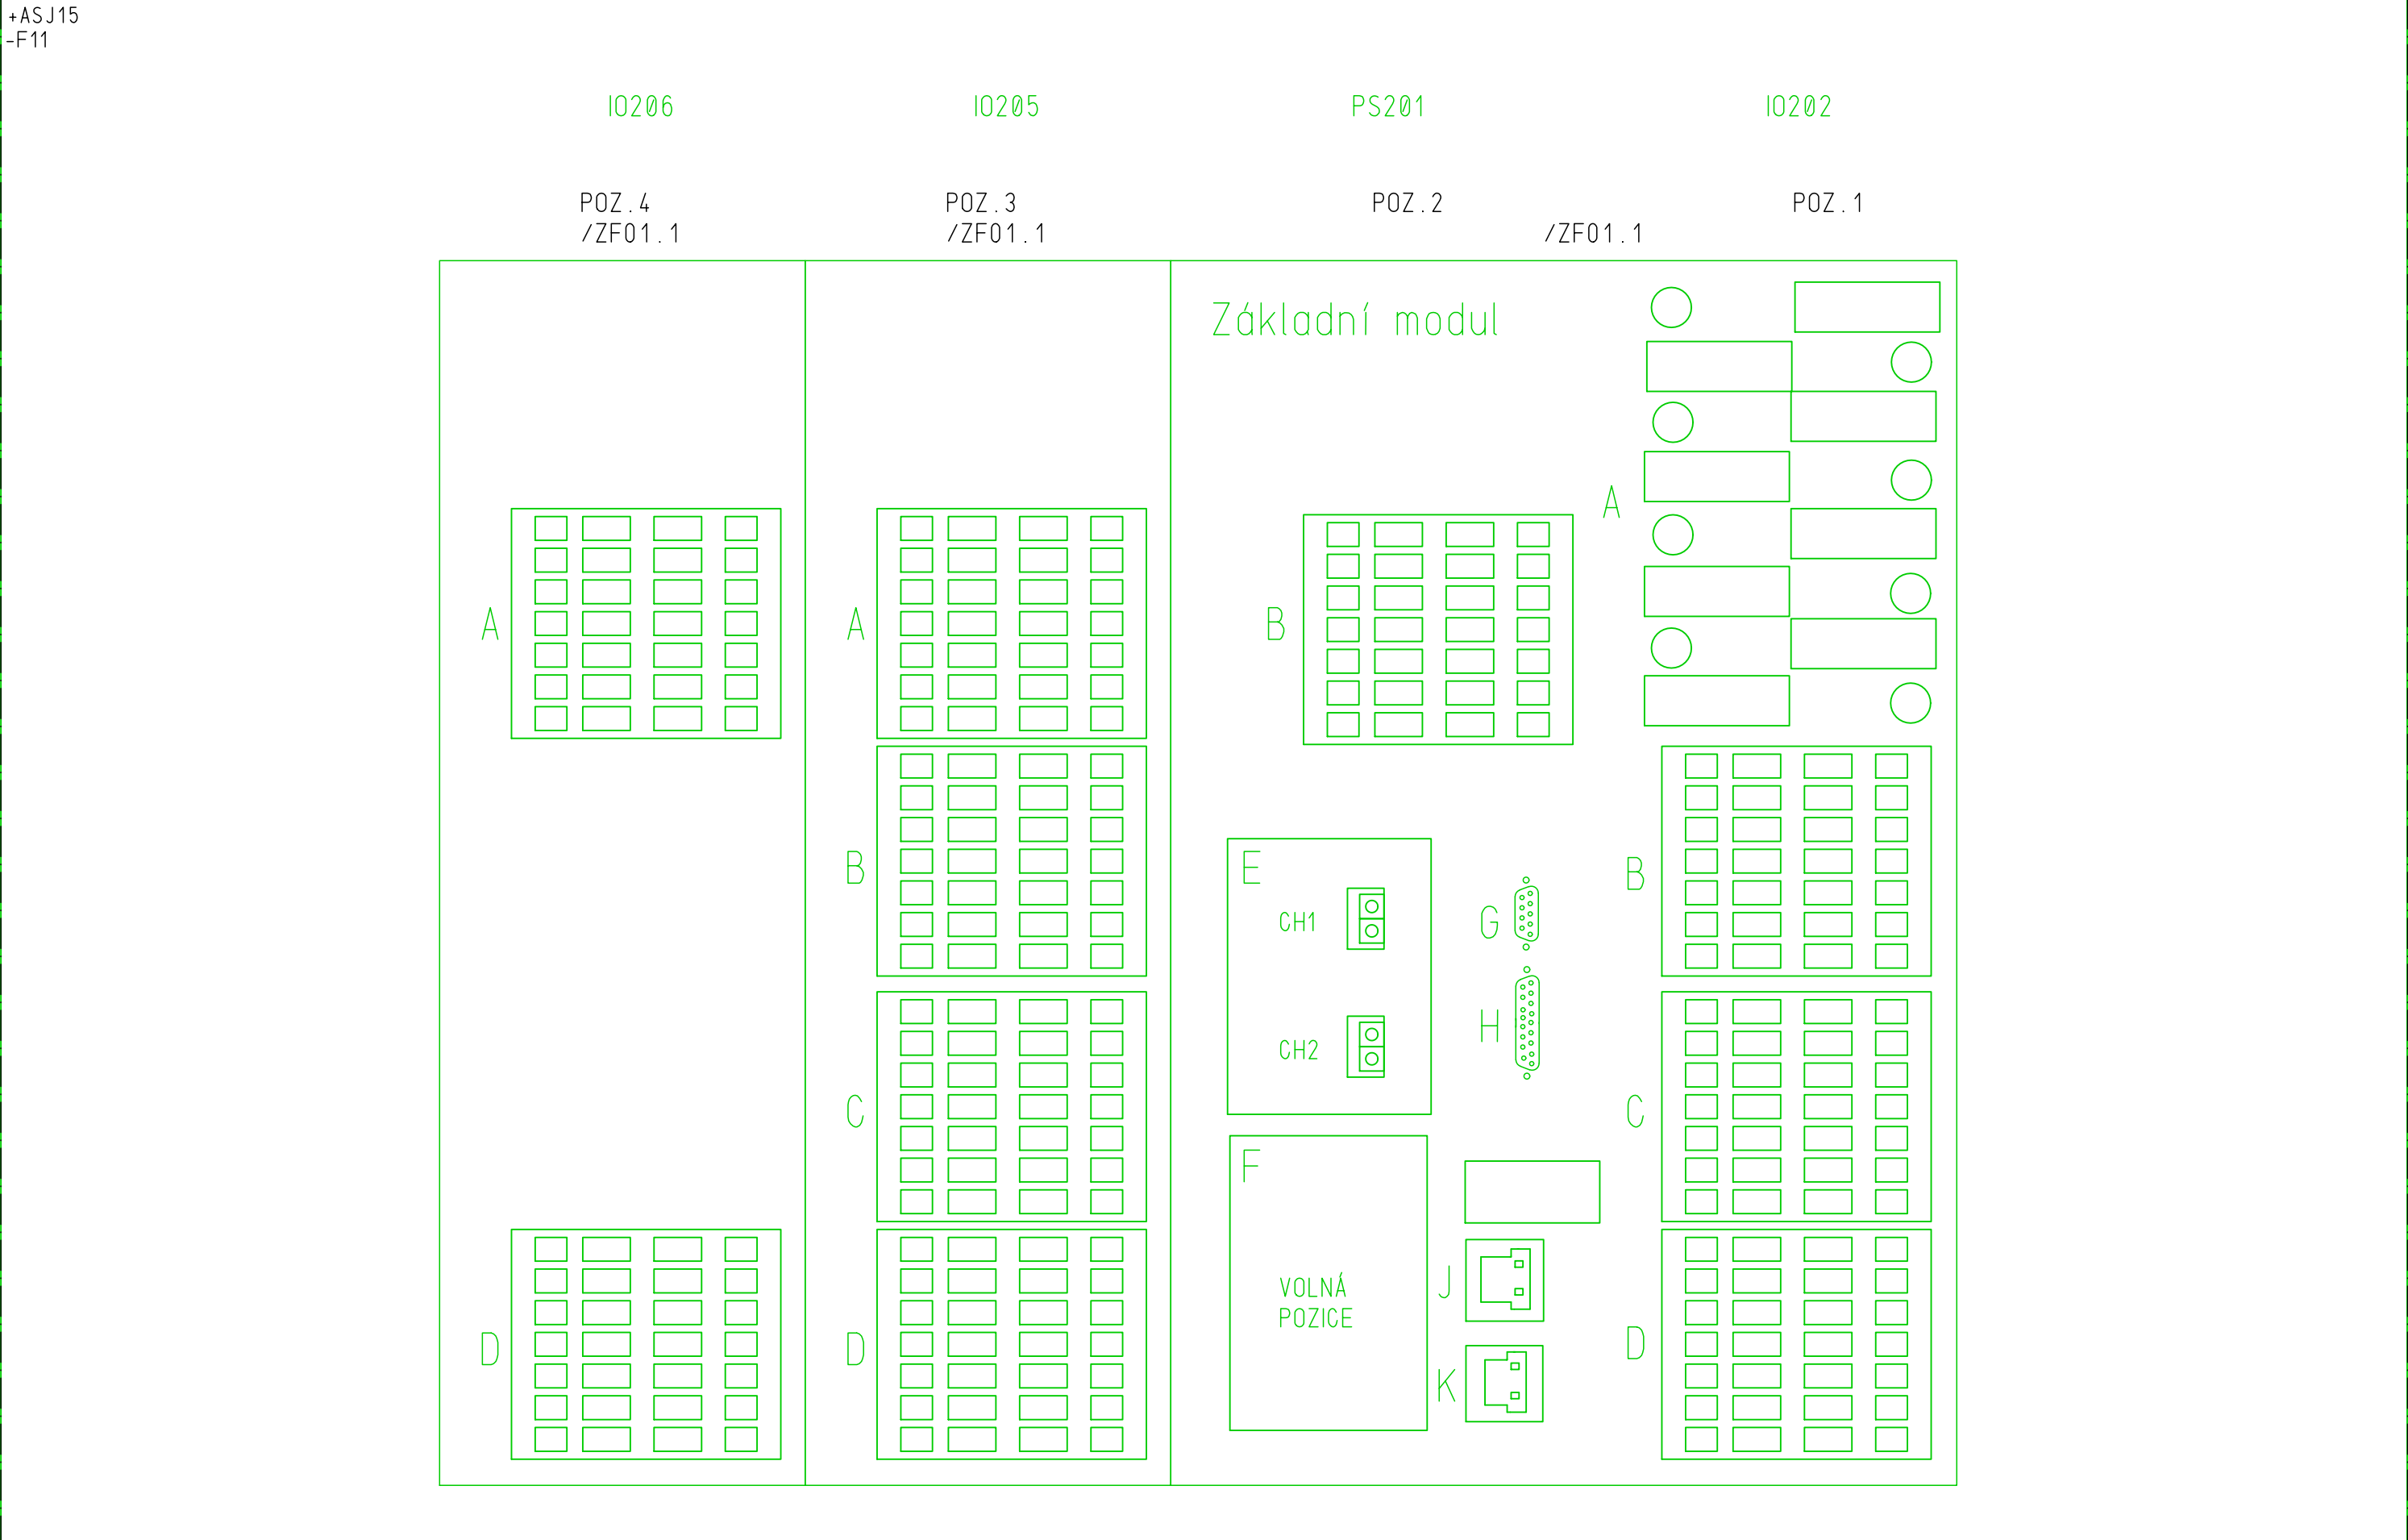 +ASJ15
-F11
IO206
IO205
PS201
IO202
POZ.4
POZ.3
POZ.2
POZ.1
/ZF01.1
/ZF01.1
/ZF01.1
Základní modul
A
A
A
B
B
E
B
CH1
G
CH2
H
C
C
F
J
VOLNÁ
POZICE
D
D
D
K